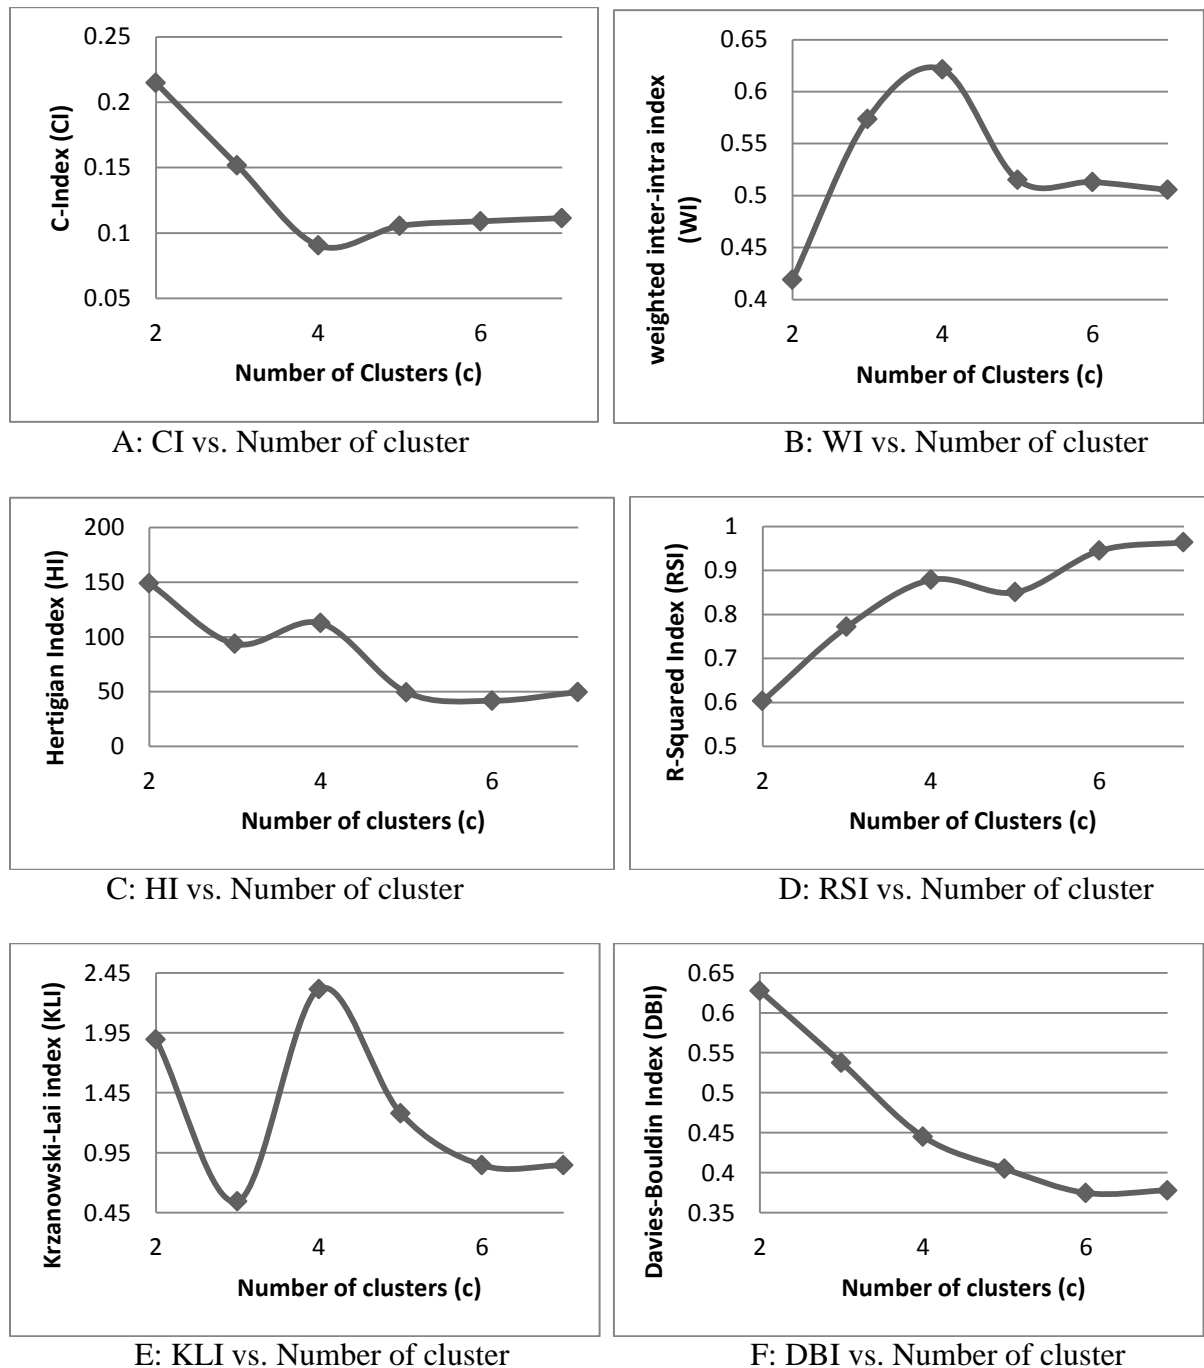 0.25
0.2
0.15
0.1
0.05
C-Index (CI)
2
4
6
Number of Clusters (c)
A: CI vs. Number of cluster
0.65
0.6
0.55
0.5
0.45
0.4
weighted inter-intra index
(WI)
2
4
6
Number of Clusters (c)
B: WI vs. Number of cluster
200
150
100
50
0
Hertigian Index (HI)
2
4
6
Number of clusters (c)
C: HI vs. Number of cluster
1
0.9
0.8
0.7
0.6
0.5
R-Squared Index (RSI)
2
4
6
Number of Clusters (c)
D: RSI vs. Number of cluster
2.45
1.95
1.45
0.95
0.45
Krzanowski-Lai index (KLI)
2
4
6
Number of clusters (c)
E: KLI vs. Number of cluster
0.65
0.6
0.55
0.5
0.45
0.4
0.35
Davies-Bouldin Index (DBI)
2
4
6
Number of clusters (c)
F: DBI vs. Number of cluster